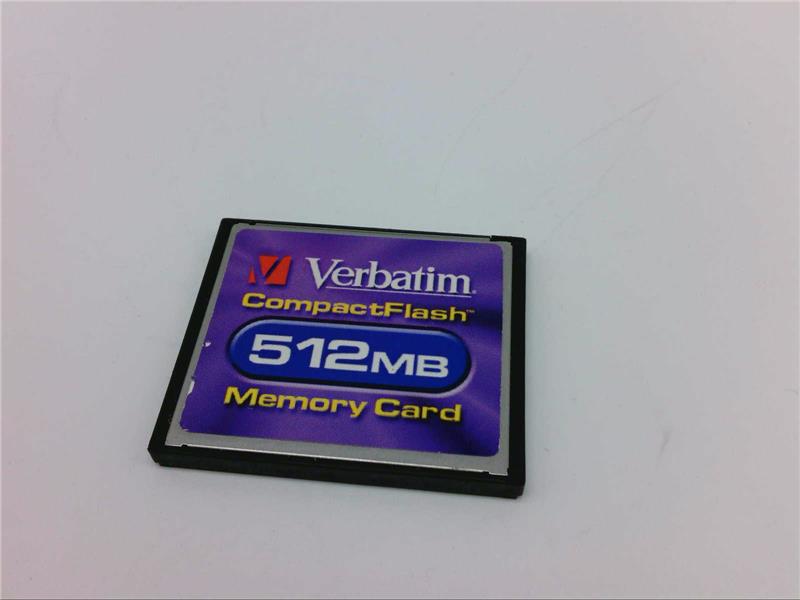 Verbatim.
CompactFlash™
512MB
Memory Card